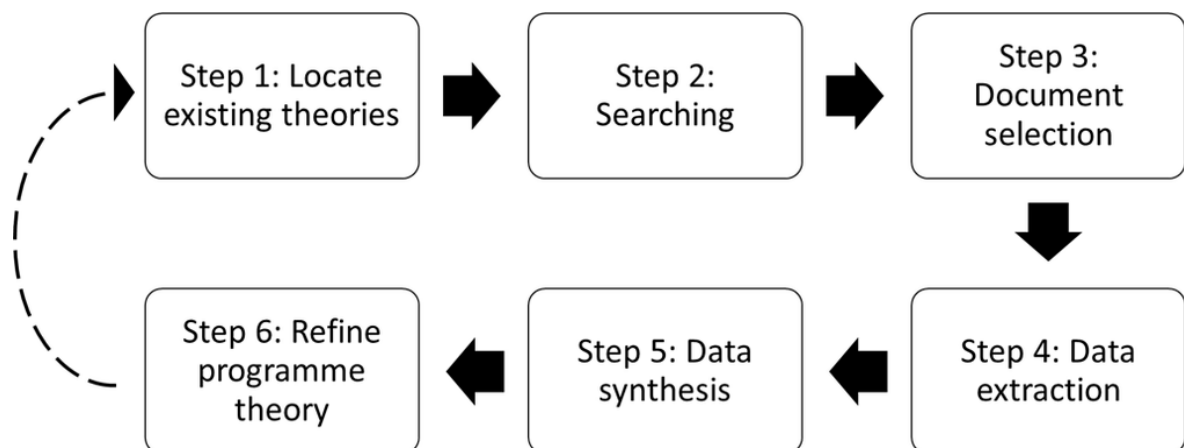 Step 1: Locate
existing theories
Step 2:
Searching
Step 3:
Document
selection
Step 4: Data
extraction
Step 5: Data
synthesis
Step 6: Refine
programme
theory